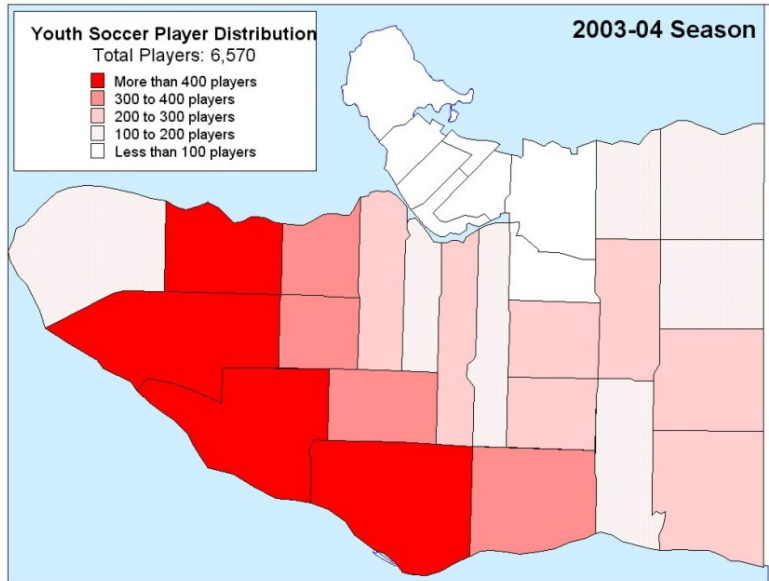 Youth Soccer Player Distribution
Total Players: 6,570
More than 400 players
300 to 400 players
200 to 300 players
100 to 200 players
Less than 100 players
2003-04 Season